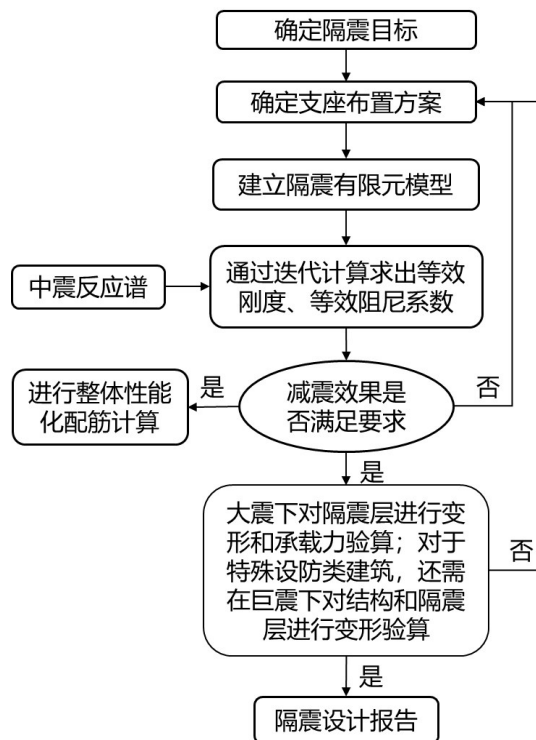 确定隔震目标
确定支座布置方案
建立隔震有限元模型
中震反应谱
通过迭代计算求出等效
刚度、等效阻尼系数
进行整体性能
化配筋计算
是
减震效果是
否满足要求
否
是
大震下对隔震层进行变
形和承载力验算；对于
特殊设防类建筑，还需
在巨震下对结构和隔震
层进行变形验算
否
是
隔震设计报告